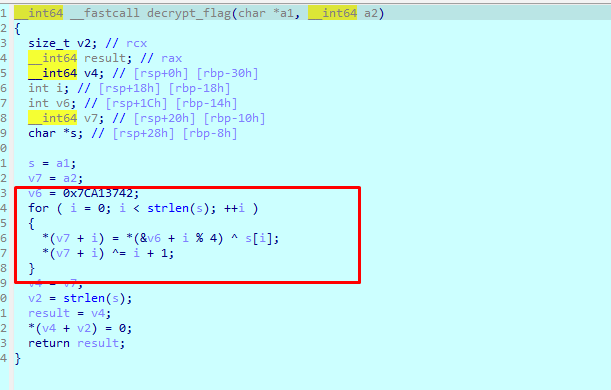 1 __int64 __fastcall decrypt_flag(char *a1, __int64 a2)
2 {
3 size_t v2; // rcx
4 __int64 result; // rax
5 __int64 v4; // [rsp+0h] [rbp-30h]
6 int i; // [rsp+18h] [rbp-18h]
7 int v6; // [rsp+1Ch] [rbp-14h]
8 __int64 v7; // [rsp+20h] [rbp-10h]
9 char *s; // [rsp+28h] [rbp-8h]
0
1 s = a1;
2 v7 = a2;
3 v6 = 0x7CA13742;
4 for ( i = 0; i < strlen(s); ++i )
5 {
6 *(v7 + i) = *(&v6 + i % 4) ^ s[i];
7 *(v7 + i) ^= i + 1;
8 }
9 v4 = v7;
0 v2 = strlen(s);
1 result = v4;
2 *(v4 + v2) = 0;
3 return result;
4 }